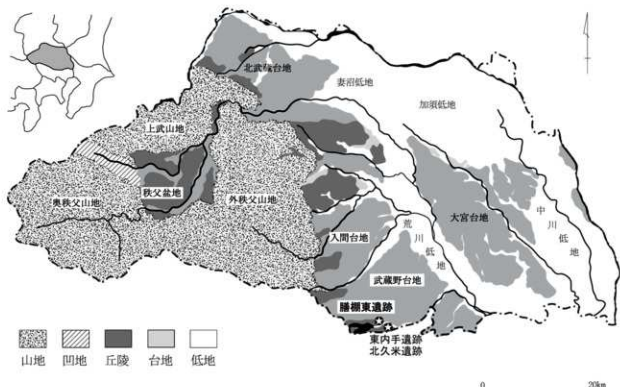 北武蔵台地
妻沼低地
加須低地
上武山地
秩父盆地
奥秩父山地
外秩父山地
大宮台地
中川低地
荒川低地
入間台地
武蔵野台地
膳棚東遺跡
東内手遺跡
北久米遺跡
山地
凹地
丘陵
台地
低地
0
20km